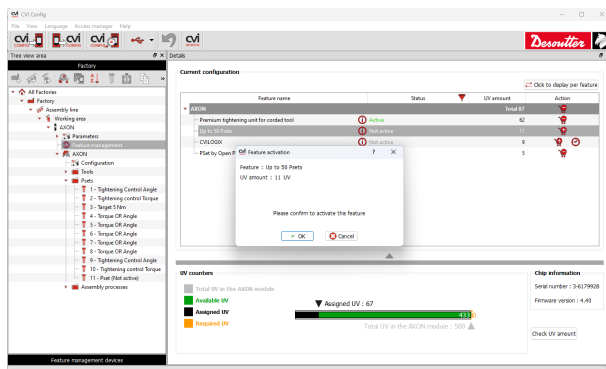 CVI Config
File View Language Access manager Help
CVI CONFIG CVI CVI CONFIG CVI MONITOR
Desoutter
Tree view area
Details
Factory
All Factories
Factory
Assembly line
Working area
AXON
Parameters
Feature management
AXON
Configuration
Tools
Psets
1 - Tightening Control Angle
2 - Tightening control Torque
3 - Target 5 Nm
4 - Torque OR Angle
5 - Torque OR Angle
6 - Torque OR Angle
7 - Torque OR Angle
8 - Torque OR Angle
9 - Tightening Control Angle
10 - Tightening control Torque
11 - Pset (Not active)
Assembly processes
Feature management devices
Current configuration
Click to display per feature
Feature name Status UV amount Action
AXON Total 87
Premium tightening unit for corded tool Active 62
Up to 50 Psets Not active 11
CVILOGIX Not active 9
PSet by Open P 5
Feature activation ? X
Feature : Up to 50 Psets
UV amount : 11 UV
Please confirm to activate this feature
OK Cancel
UV counters
Total UV in the AXON module
Available UV
Assigned UV
Required UV
Assigned UV : 67
433
Total UV in the AXON module : 500
Chip information
Serial number : 3-6179928
Firmware version : 4.40
Check UV amount